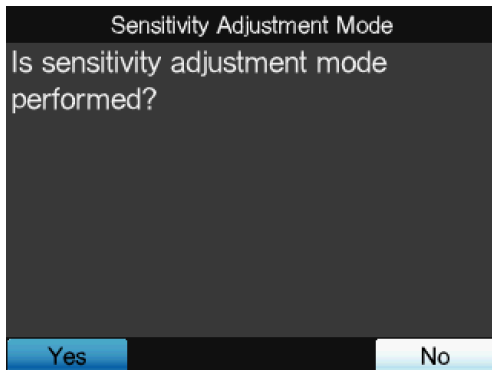 Sensitivity Adjustment Mode
Is sensitivity adjustment mode
performed?
Yes
No